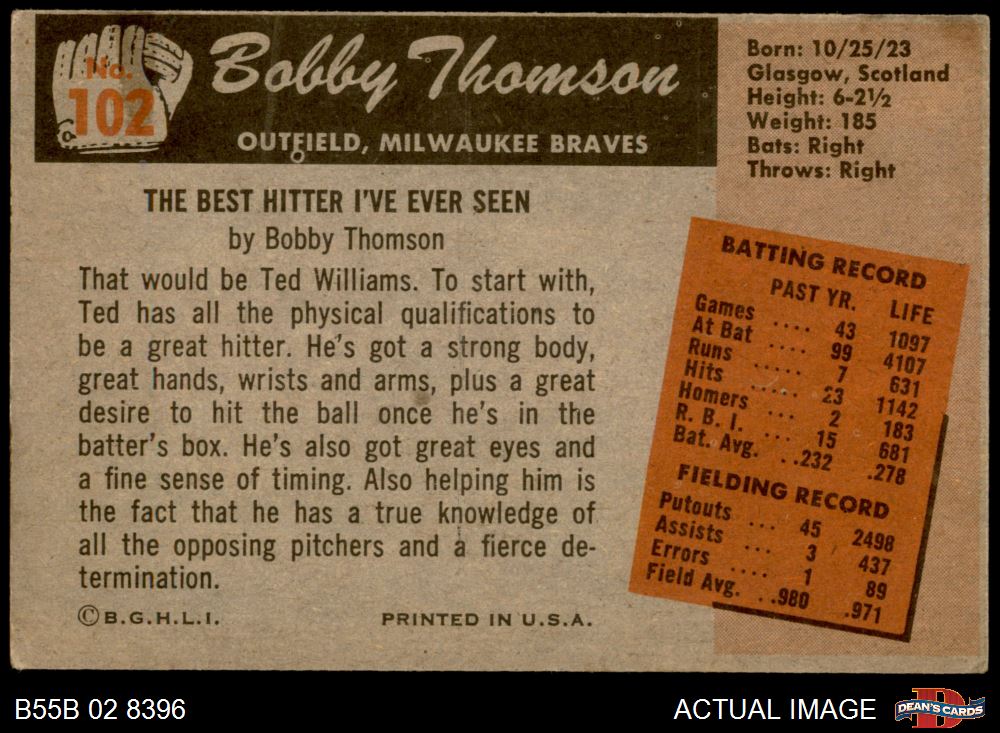 No.
102
Bobby Thomson
OUTFIELD, MILWAUKEE BRAVES
Born: 10/25/23
Glasgow, Scotland
Height: 6-2½
Weight: 185
Bats: Right
Throws: Right
THE BEST HITTER I'VE EVER SEEN
by Bobby Thomson
That would be Ted Williams. To start with,
Ted has all the physical qualifications to
be a great hitter. He's got a strong body,
great hands, wrists and arms, plus a great
desire to hit the ball once he's in the
batter's box. He's also got great eyes and
a fine sense of timing. Also helping him is
the fact that he has a true knowledge of
all the opposing pitchers and a fierce de-
termination.
© B.G.H.L.I. PRINTED IN U.S.A.
BATTING RECORD
PAST YR. LIFE
Games .... 43 1097
At Bat .... 99 4107
Runs ..... 7 631
Hits ..... 23 1142
Homers ... 2 183
R. B. I. ... 15 681
Bat. Avg. ..232 .278
FIELDING RECORD
Putouts ... 45 2498
Assists ... 3 437
Errors .... 1 89
Field Avg. ..980 .971
B55B 02 8396
ACTUAL IMAGE
DEAN'S CARDS